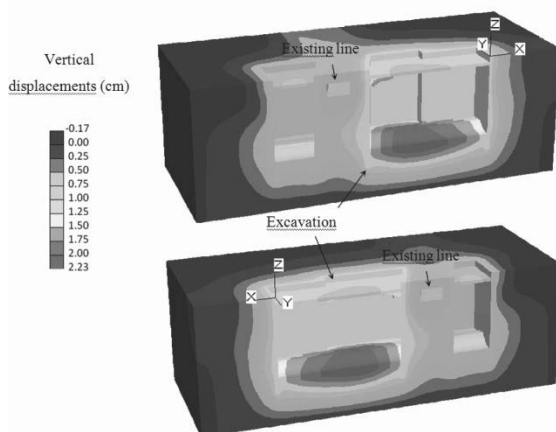 Vertical
displacements (cm)
-0.17
0.00
0.25
0.50
0.75
1.00
1.25
1.50
1.75
2.00
2.23
Existing line
Z
Y
X
Excavation
Existing line
Z
X
Y